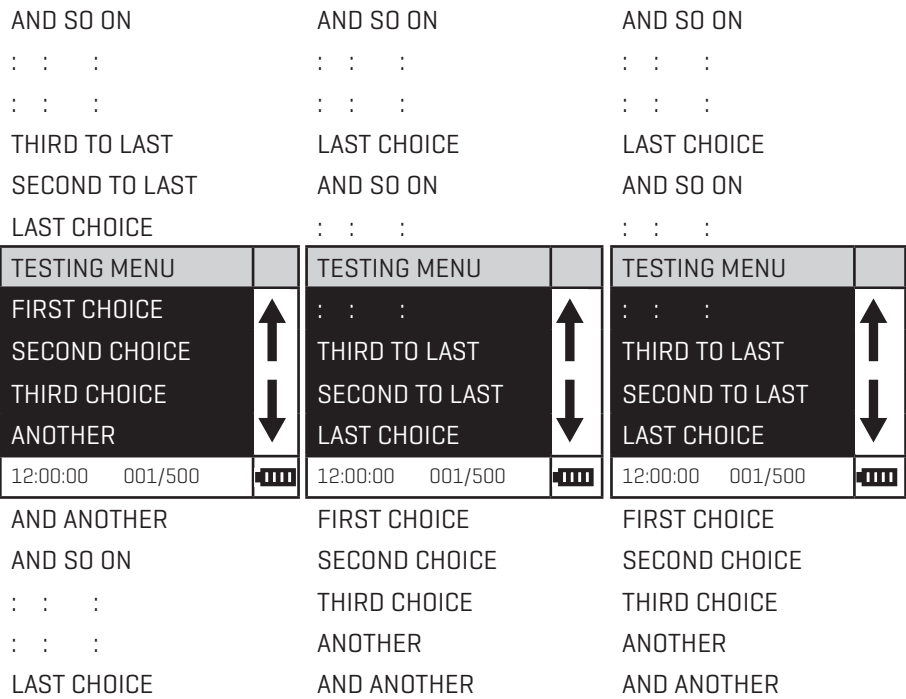 AND SO ON
: : :
: : :
THIRD TO LAST
SECOND TO LAST
LAST CHOICE
TESTING MENU
FIRST CHOICE
SECOND CHOICE
THIRD CHOICE
ANOTHER
12:00:00 001/500
AND ANOTHER
AND SO ON
: : :
: : :
LAST CHOICE
AND SO ON
: : :
: : :
LAST CHOICE
AND SO ON
: : :
TESTING MENU
: : :
THIRD TO LAST
SECOND TO LAST
LAST CHOICE
12:00:00 001/500
FIRST CHOICE
SECOND CHOICE
THIRD CHOICE
ANOTHER
AND ANOTHER
AND SO ON
: : :
: : :
LAST CHOICE
AND SO ON
: : :
TESTING MENU
: : :
THIRD TO LAST
SECOND TO LAST
LAST CHOICE
12:00:00 001/500
FIRST CHOICE
SECOND CHOICE
THIRD CHOICE
ANOTHER
AND ANOTHER